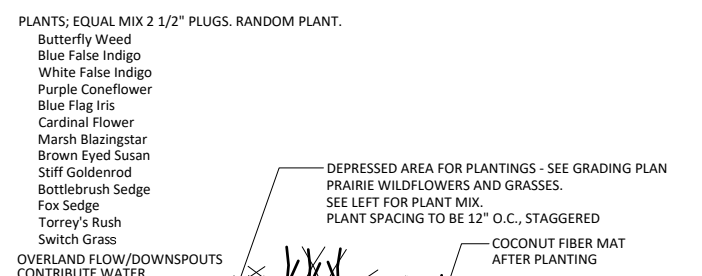 PLANTS; EQUAL MIX 2 1/2" PLUGS. RANDOM PLANT.
Butterfly Weed
Blue False Indigo
White False Indigo
Purple Coneflower
Blue Flag Iris
Cardinal Flower
Marsh Blazingstar
Brown Eyed Susan
Stiff Goldenrod
Bottlebrush Sedge
Fox Sedge
Torrey's Rush
Switch Grass
DEPRESSED AREA FOR PLANTINGS - SEE GRADING PLAN
PRAIRIE WILDFLOWERS AND GRASSES.
SEE LEFT FOR PLANT MIX.
PLANT SPACING TO BE 12" O.C., STAGGERED
COCONUT FIBER MAT
AFTER PLANTING
OVERLAND FLOW/DOWNSPOUTS
CONTRIBUTE WATER